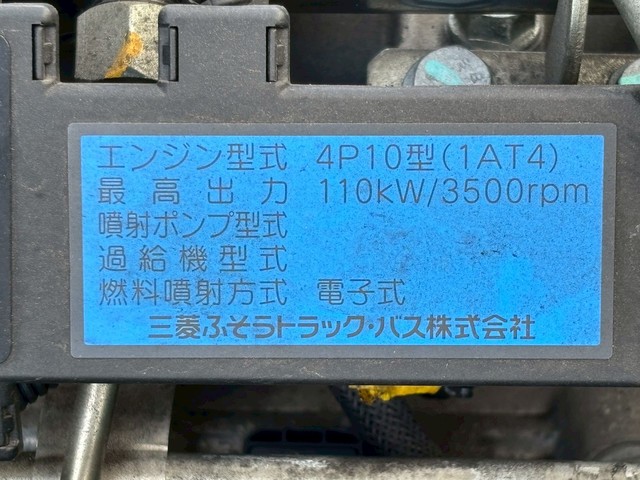 エンジン型式 4P10型(1AT4)
最高出力 110kW/3500rpm
噴射ポンプ型式
過給機型式
燃料噴射方式 電子式
三菱ふそうトラック・バス株式会社